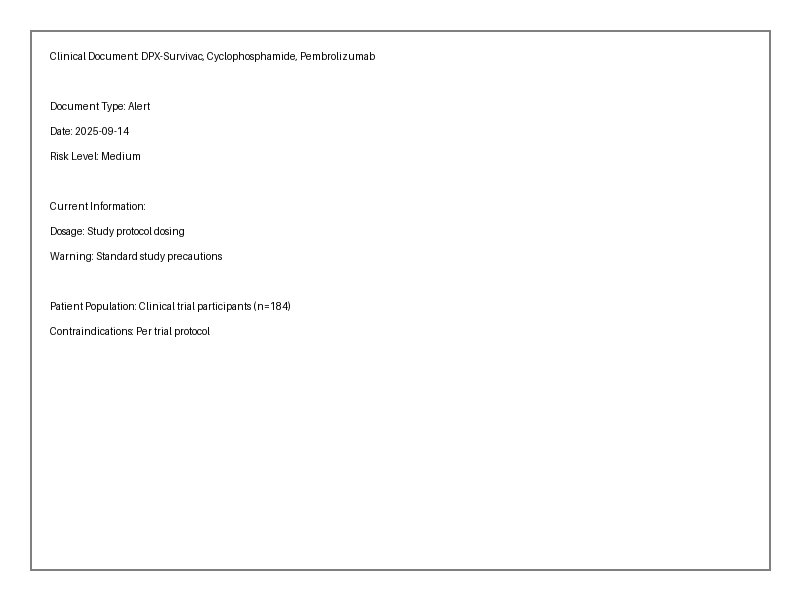 Clinical Document: DPX-Survivac, Cyclophosphamide, Pembrolizumab
Document Type: Alert
Date: 2025-09-14
Risk Level: Medium
Current Information:
Dosage: Study protocol dosing
Warning: Standard study precautions
Patient Population: Clinical trial participants (n=184)
Contraindications: Per trial protocol